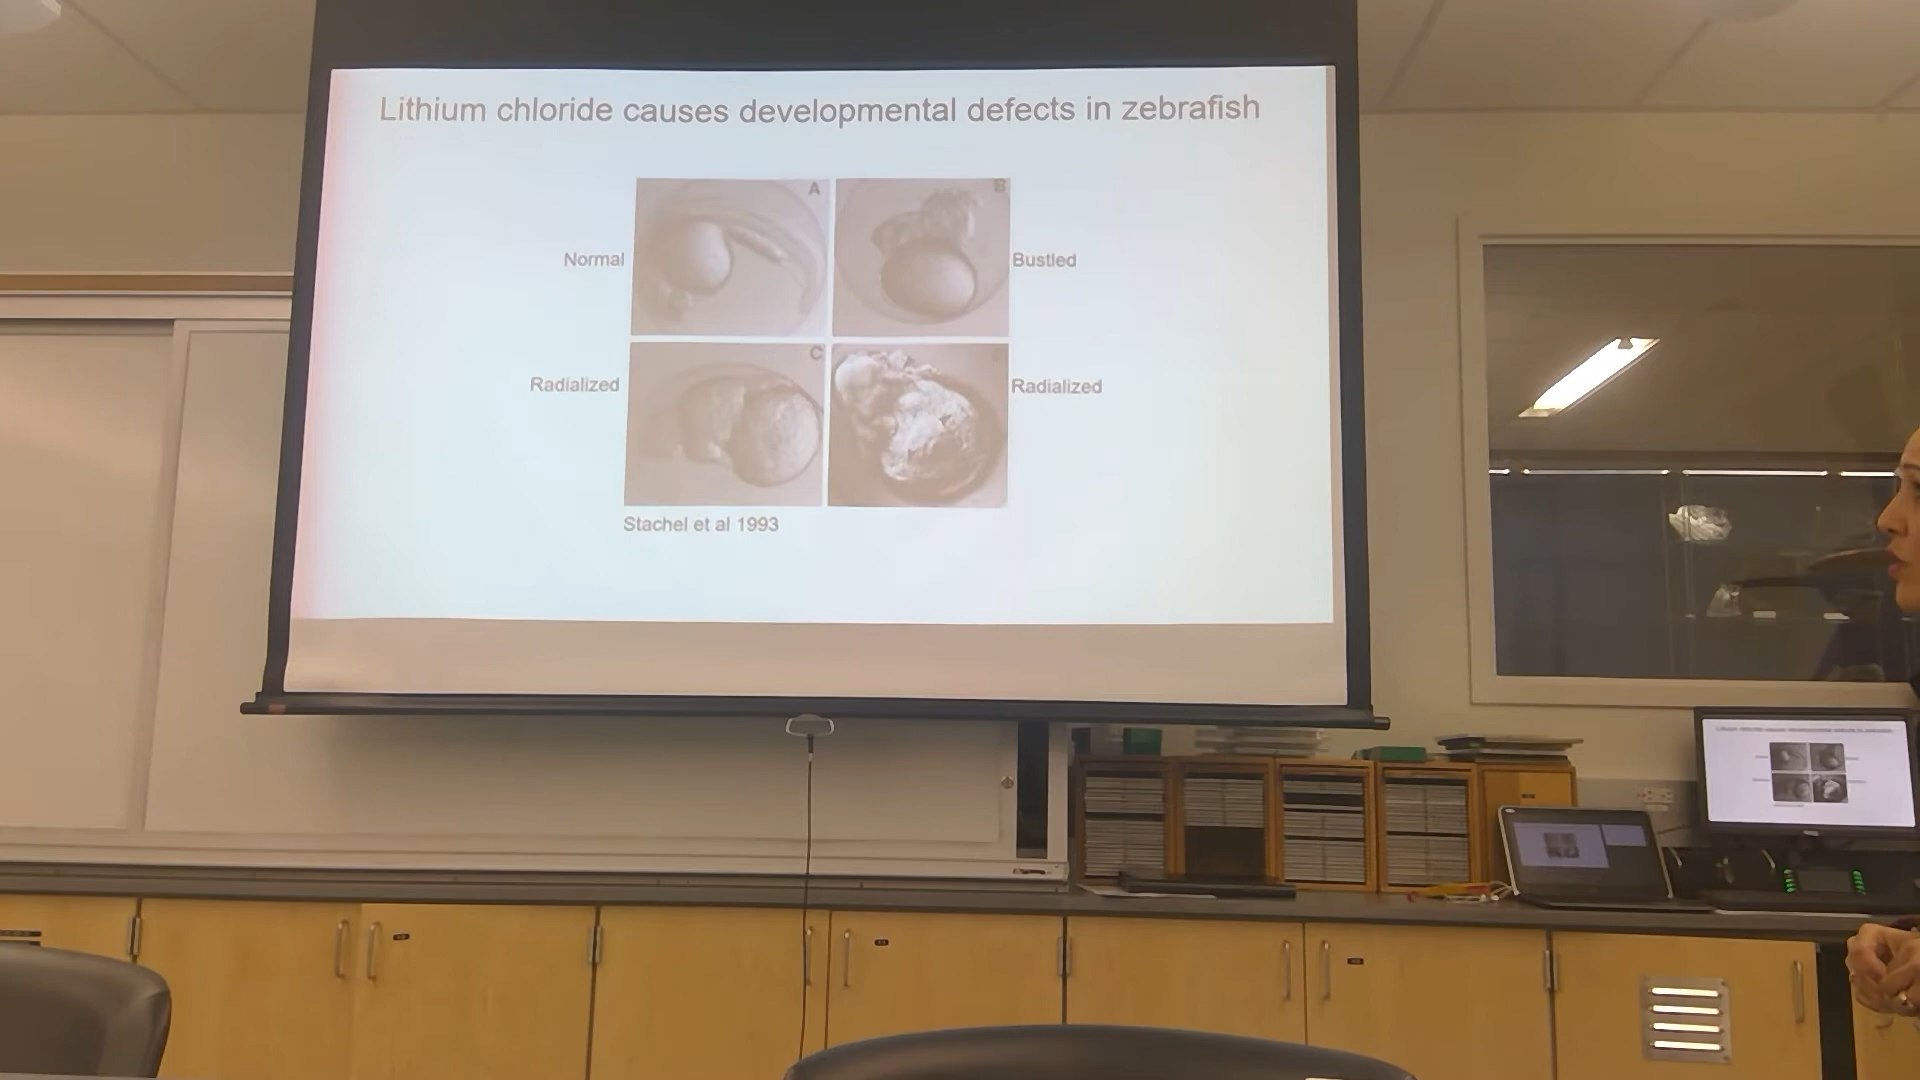 Lithium chloride causes developmental defects in zebrafish
A
B
Normal
Bustled
C
Radialized
Radialized
Stachel et al 1993